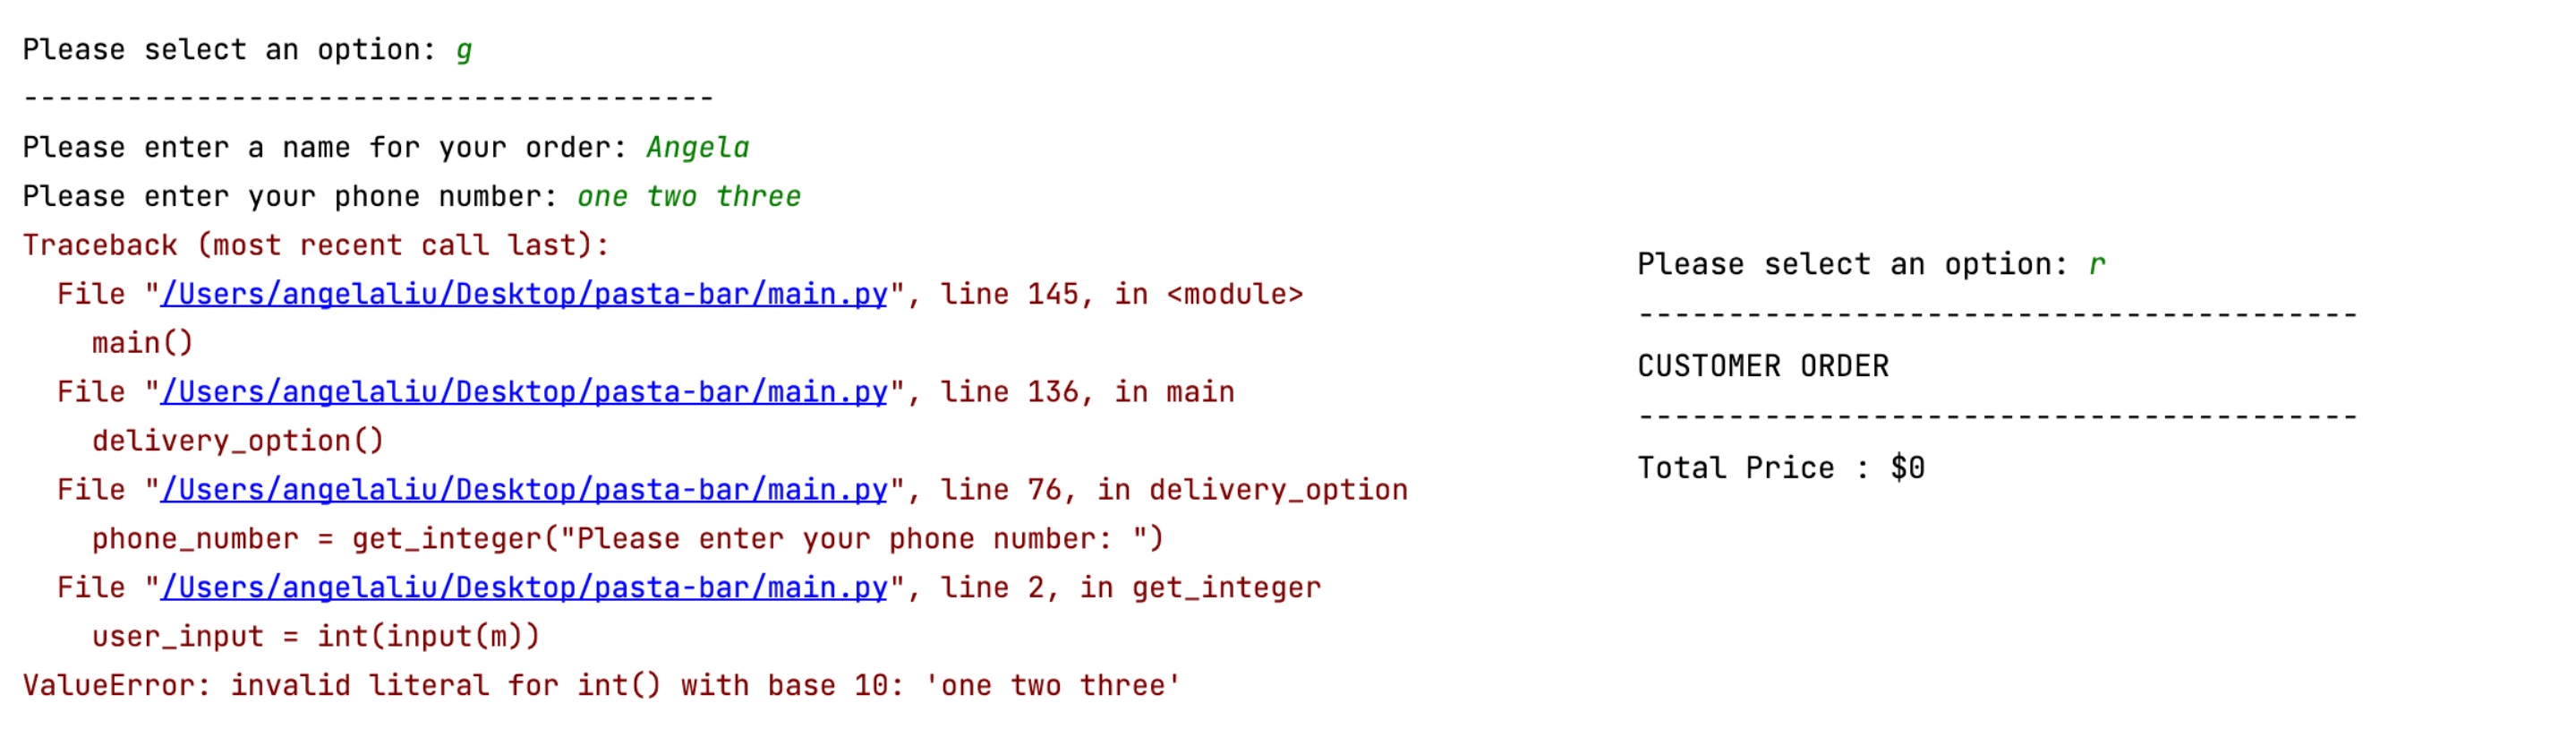 Please select an option: g
----------------------------------------
Please enter a name for your order: Angela
Please enter your phone number: one two three
Traceback (most recent call last):
  File "/Users/angelaliu/Desktop/pasta-bar/main.py", line 145, in <module>
    main()
  File "/Users/angelaliu/Desktop/pasta-bar/main.py", line 136, in main
    delivery_option()
  File "/Users/angelaliu/Desktop/pasta-bar/main.py", line 76, in delivery_option
    phone_number = get_integer("Please enter your phone number: ")
  File "/Users/angelaliu/Desktop/pasta-bar/main.py", line 2, in get_integer
    user_input = int(input(m))
ValueError: invalid literal for int() with base 10: 'one two three'
Please select an option: r
----------------------------------------
CUSTOMER ORDER
----------------------------------------
Total Price : $0